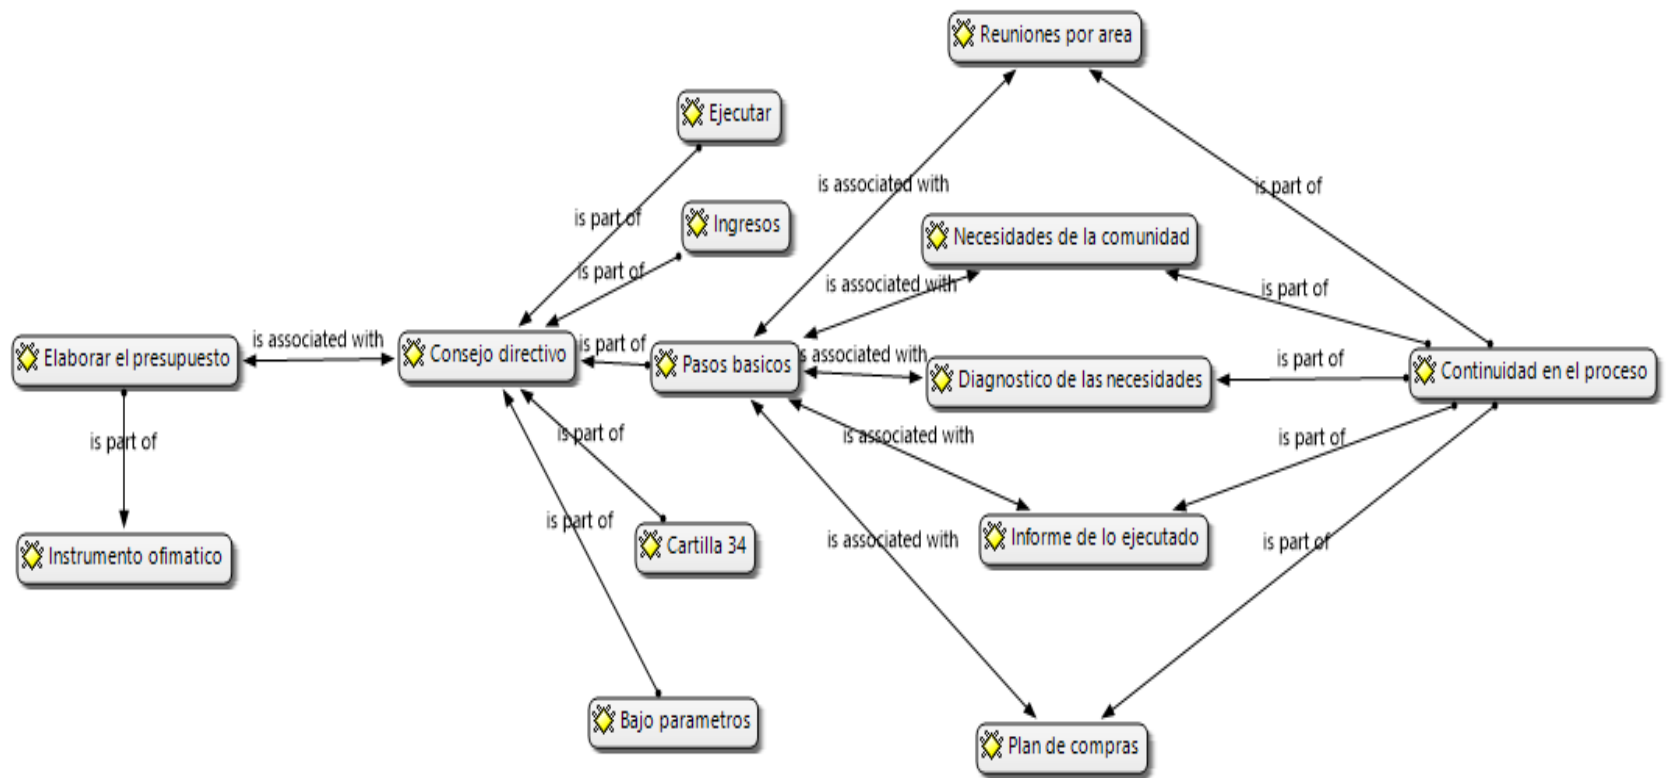 Reuniones por area
Ejecutar
is associated with
is part of
is part of
Ingresos
Necesidades de la comunidad
is part of
is associated with
is part of
Elaborar el presupuesto
is associated with
Consejo directivo
is part of
Pasos basicos
is associated with
Diagnostico de las necesidades
is part of
Continuidad en el proceso
is part of
is part of
is associated with
is part of
Instrumento ofimatico
is part of
Cartilla 34
is associated with
Informe de lo ejecutado
is part of
Bajo parametros
Plan de compras